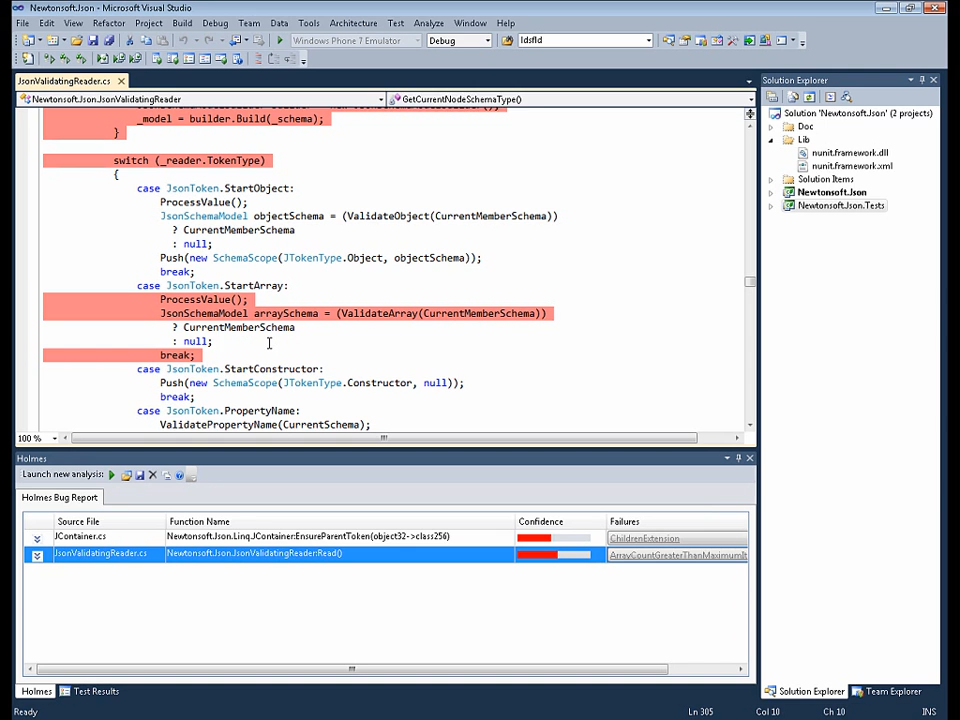 Newtonsoft.Json - Microsoft Visual Studio
File Edit View Refactor Project Build Debug Team Data Tools Architecture Test Analyze Window Help
Windows Phone 7 Emulator Debug ldsfld
JsonValidatingReader.cs
Newtonsoft.Json.JsonValidatingReader GetCurrentNodeSchemaType()
_model = builder.Build(_schema);
}
switch (_reader.TokenType)
{
case JsonToken.StartObject:
ProcessValue();
JsonSchemaModel objectSchema = (ValidateObject(CurrentMemberSchema))
? CurrentMemberSchema
: null;
Push(new SchemaScope(JTokenType.Object, objectSchema));
break;
case JsonToken.StartArray:
ProcessValue();
JsonSchemaModel arraySchema = (ValidateArray(CurrentMemberSchema))
? CurrentMemberSchema
: null;
break;
case JsonToken.StartConstructor:
Push(new SchemaScope(JTokenType.Constructor, null));
break;
case JsonToken.PropertyName:
ValidatePropertyName(CurrentSchema);
100 %
Solution Explorer
Solution 'Newtonsoft.Json' (2 projects)
Doc
Lib
nunit.framework.dll
nunit.framework.xml
Solution Items
Newtonsoft.Json
Newtonsoft.Json.Tests
Holmes
Launch new analysis:
Holmes Bug Report
Source File Function Name Confidence Failures
JContainer.cs Newtonsoft.Json.Linq.JContainer:EnsureParentToken(object32->class256) ChildrenExtension
JsonValidatingReader.cs Newtonsoft.Json.JsonValidatingReader:Read() ArrayCountGreaterThanMaximumIt
Holmes Test Results
Solution Explorer Team Explorer
Ready Ln 305 Col 10 Ch 10 INS